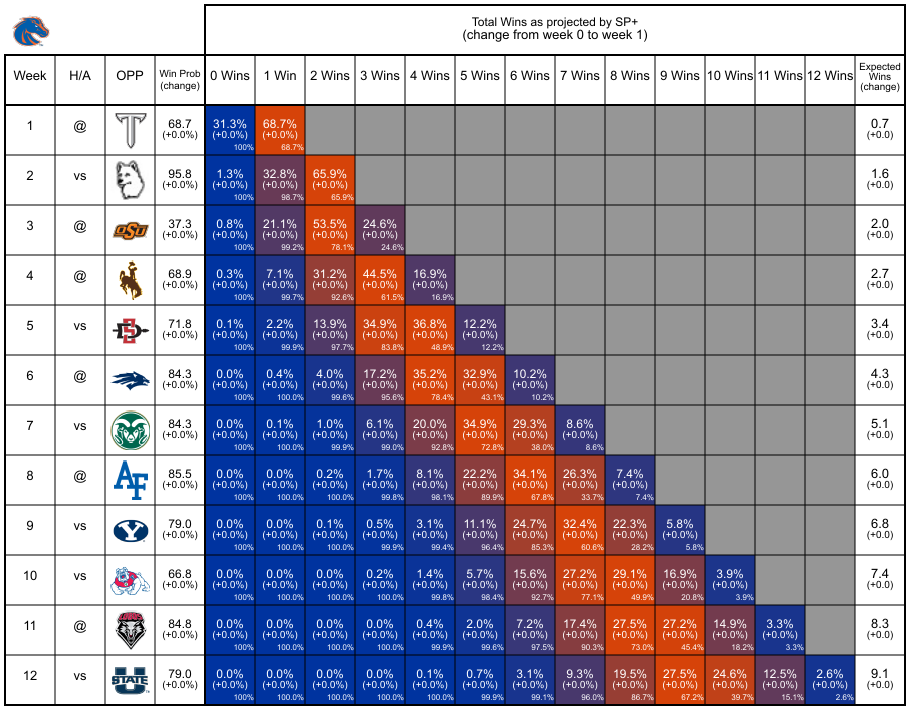 Total Wins as projected by SP+
(change from week 0 to week 1)
Week H/A OPP Win Prob (change) 0 Wins 1 Win 2 Wins 3 Wins 4 Wins 5 Wins 6 Wins 7 Wins 8 Wins 9 Wins 10 Wins 11 Wins 12 Wins Expected Wins (change)
1 @ T 68.7 31.3% 68.7% 0.7
(+0.0%) (+0.0%) (+0.0%) (+0.0)
100% 68.7%
2 vs 95.8 1.3% 32.8% 65.9% 1.6
(+0.0%) (+0.0%) (+0.0%) (+0.0%) (+0.0)
100% 98.7% 65.9%
3 @ OSU 37.3 0.8% 21.1% 53.5% 24.6% 2.0
(+0.0%) (+0.0%) (+0.0%) (+0.0%) (+0.0%) (+0.0)
100% 99.2% 78.1% 24.6%
4 @ 68.9 0.3% 7.1% 31.2% 44.5% 16.9% 2.7
(+0.0%) (+0.0%) (+0.0%) (+0.0%) (+0.0%) (+0.0%) (+0.0)
100% 99.7% 92.6% 61.5% 16.9%
5 vs SD 71.8 0.1% 2.2% 13.9% 34.9% 36.8% 12.2% 3.4
(+0.0%) (+0.0%) (+0.0%) (+0.0%) (+0.0%) (+0.0%) (+0.0%) (+0.0)
100% 99.9% 97.7% 83.8% 48.9% 12.2%
6 @ 84.3 0.0% 0.4% 4.0% 17.2% 35.2% 32.9% 10.2% 4.3
(+0.0%) (+0.0%) (+0.0%) (+0.0%) (+0.0%) (+0.0%) (+0.0%) (+0.0%) (+0.0)
100% 100.0% 99.6% 95.6% 78.4% 43.1% 10.2%
7 vs 84.3 0.0% 0.1% 1.0% 6.1% 20.0% 34.9% 29.3% 8.6% 5.1
(+0.0%) (+0.0%) (+0.0%) (+0.0%) (+0.0%) (+0.0%) (+0.0%) (+0.0%) (+0.0%) (+0.0)
100% 100.0% 99.9% 99.0% 92.8% 72.8% 38.0% 8.6%
8 @ AF 85.5 0.0% 0.0% 0.2% 1.7% 8.1% 22.2% 34.1% 26.3% 7.4% 6.0
(+0.0%) (+0.0%) (+0.0%) (+0.0%) (+0.0%) (+0.0%) (+0.0%) (+0.0%) (+0.0%) (+0.0%) (+0.0)
100% 100.0% 100.0% 99.8% 98.1% 89.9% 67.8% 33.7% 7.4%
9 vs Y 79.0 0.0% 0.0% 0.1% 0.5% 3.1% 11.1% 24.7% 32.4% 22.3% 5.8% 6.8
(+0.0%) (+0.0%) (+0.0%) (+0.0%) (+0.0%) (+0.0%) (+0.0%) (+0.0%) (+0.0%) (+0.0%) (+0.0%) (+0.0)
100% 100.0% 100.0% 99.9% 99.4% 96.4% 85.3% 60.6% 28.2% 5.8%
10 vs 66.8 0.0% 0.0% 0.0% 0.2% 1.4% 5.7% 15.6% 27.2% 29.1% 16.9% 3.9% 7.4
(+0.0%) (+0.0%) (+0.0%) (+0.0%) (+0.0%) (+0.0%) (+0.0%) (+0.0%) (+0.0%) (+0.0%) (+0.0%) (+0.0%) (+0.0)
100% 100.0% 100.0% 100.0% 99.8% 98.4% 92.7% 77.1% 49.9% 20.8% 3.9%
11 @ 84.8 0.0% 0.0% 0.0% 0.0% 0.4% 2.0% 7.2% 17.4% 27.5% 27.2% 14.9% 3.3% 8.3
(+0.0%) (+0.0%) (+0.0%) (+0.0%) (+0.0%) (+0.0%) (+0.0%) (+0.0%) (+0.0%) (+0.0%) (+0.0%) (+0.0%) (+0.0%) (+0.0)
100% 100.0% 100.0% 100.0% 99.9% 99.6% 97.5% 90.3% 73.0% 45.4% 18.2% 3.3%
12 vs U STATE 79.0 0.0% 0.0% 0.0% 0.0% 0.1% 0.7% 3.1% 9.3% 19.5% 27.5% 24.6% 12.5% 2.6% 9.1
(+0.0%) (+0.0%) (+0.0%) (+0.0%) (+0.0%) (+0.0%) (+0.0%) (+0.0%) (+0.0%) (+0.0%) (+0.0%) (+0.0%) (+0.0%) (+0.0%) (+0.0)
100% 100.0% 100.0% 100.0% 100.0% 99.9% 99.1% 96.0% 86.7% 67.2% 39.7% 15.1% 2.6%